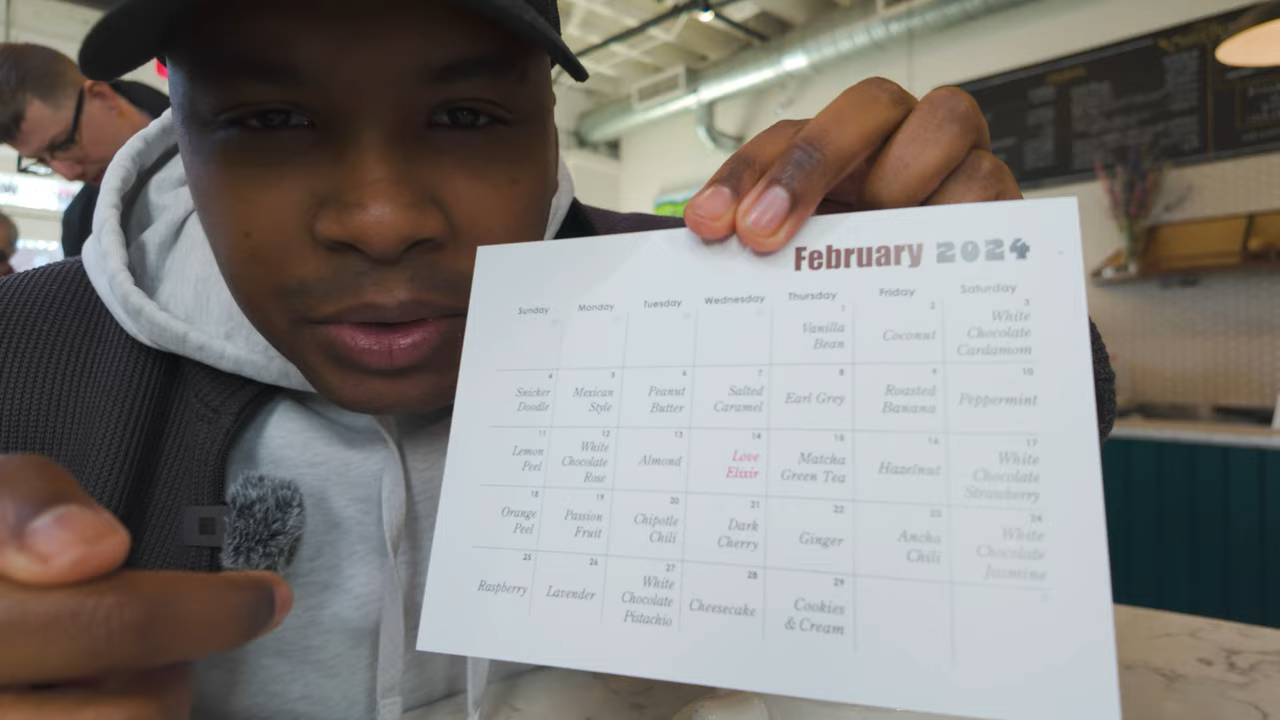 February 2024
Sunday Monday Tuesday Wednesday Thursday Friday Saturday
1 2 3
Vanilla Bean
Coconut
White Chocolate Cardamom
4 5 6 7 8 9 10
Snicker Doodle
Mexican Style
Peanut Butter
Salted Caramel
Earl Grey
Roasted Banana
Peppermint
11 12 13 14 15 16 17
Lemon Peel
White Chocolate Rose
Almond
Love Elixir
Matcha Green Tea
Hazelnut
White Chocolate Strawberry
18 19 20 21 22 23 24
Orange Peel
Passion Fruit
Chipotle Chili
Dark Cherry
Ginger
Ancho Chili
White Chocolate Jasmine
25 26 27 28 29
Raspberry
Lavender
White Chocolate Pistachio
Cheesecake
Cookies & Cream